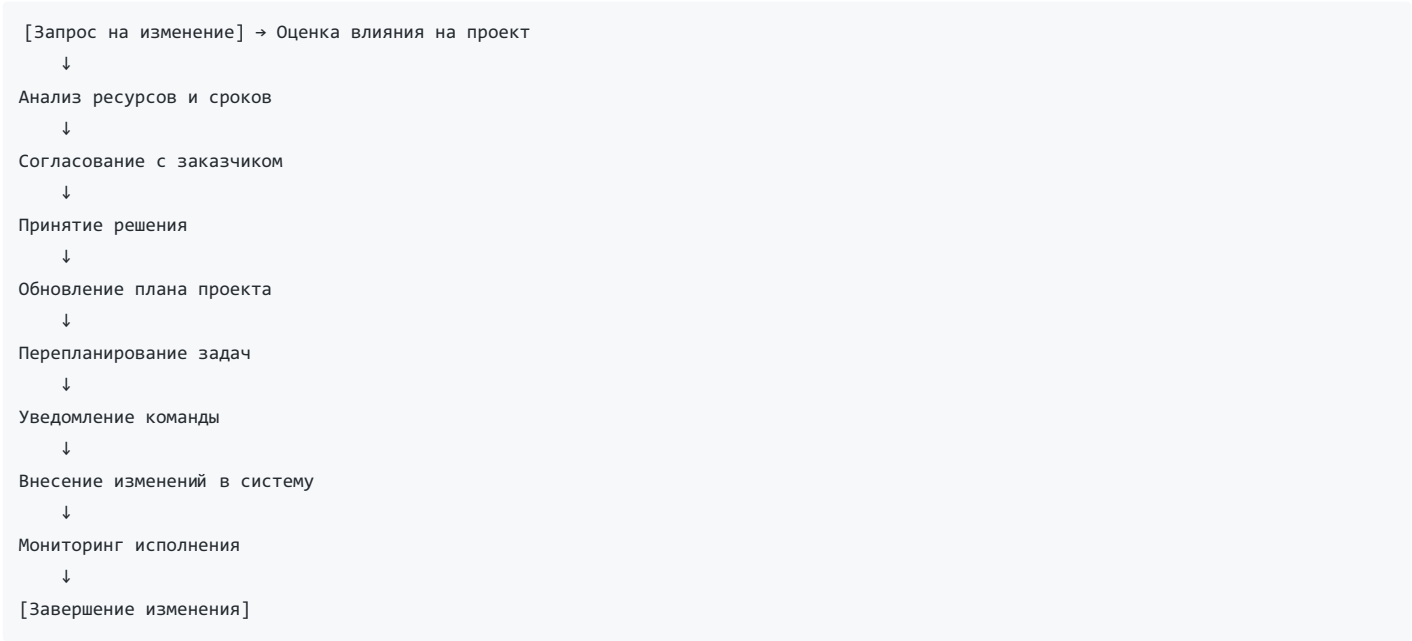 [Запрос на изменение] → Оценка влияния на проект
↓
Анализ ресурсов и сроков
↓
Согласование с заказчиком
↓
Принятие решения
↓
Обновление плана проекта
↓
Перепланирование задач
↓
Уведомление команды
↓
Внесение изменений в систему
↓
Мониторинг исполнения
↓
[Завершение изменения]